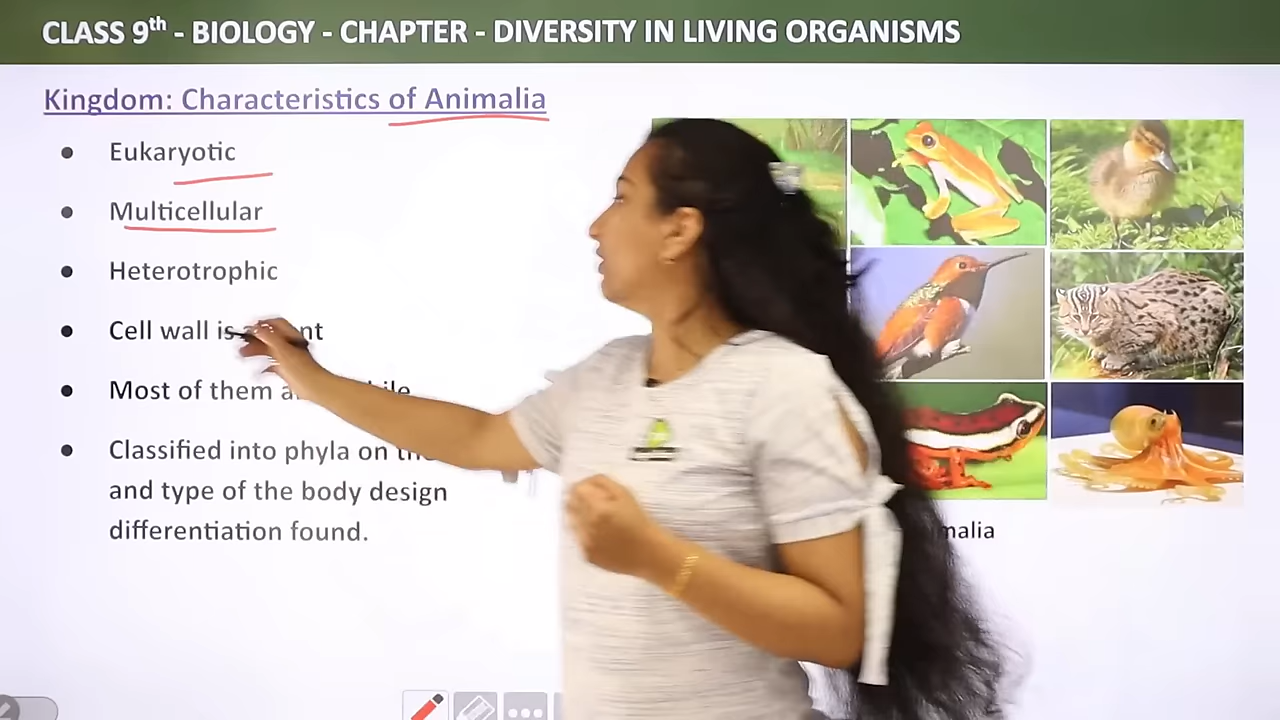 CLASS 9th - BIOLOGY - CHAPTER - DIVERSITY IN LIVING ORGANISMS
Kingdom: Characteristics of Animalia
Eukaryotic
Multicellular
Heterotrophic
Cell wall is
Most of them
Classified into phyla on
and type of the body design
differentiation found.